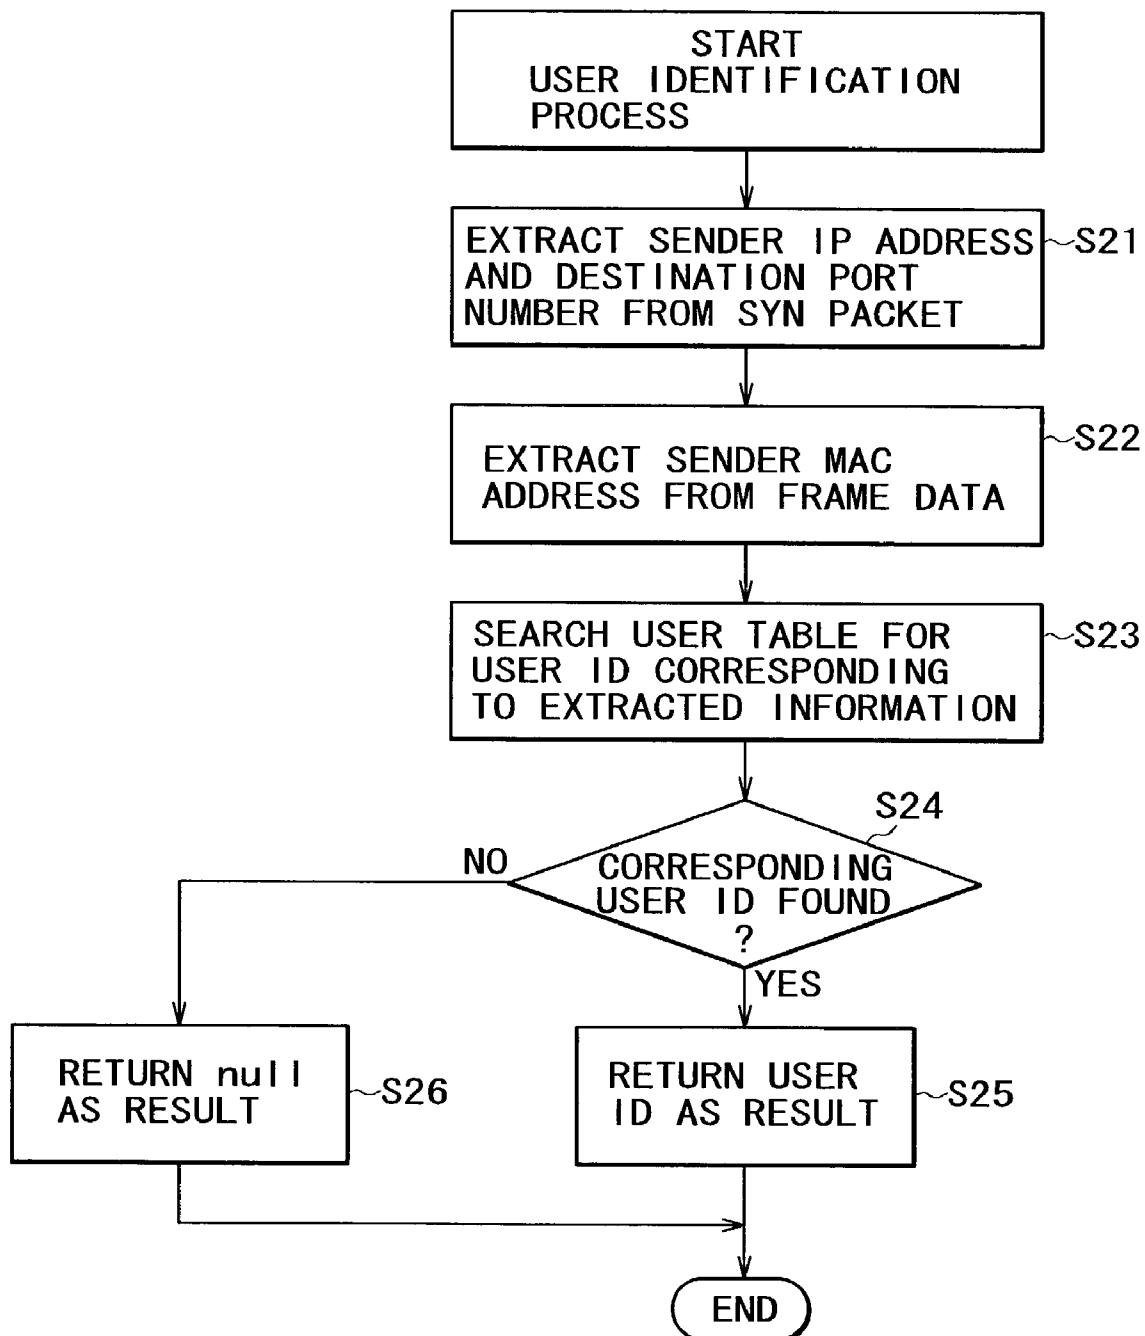 START
USER IDENTIFICATION
PROCESS
EXTRACT SENDER IP ADDRESS
AND DESTINATION PORT
NUMBER FROM SYN PACKET
S21
EXTRACT SENDER MAC
ADDRESS FROM FRAME DATA
S22
SEARCH USER TABLE FOR
USER ID CORRESPONDING
TO EXTRACTED INFORMATION
S23
S24
CORRESPONDING
USER ID FOUND
?
NO
YES
RETURN null
AS RESULT
S26
RETURN USER
ID AS RESULT
S25
END